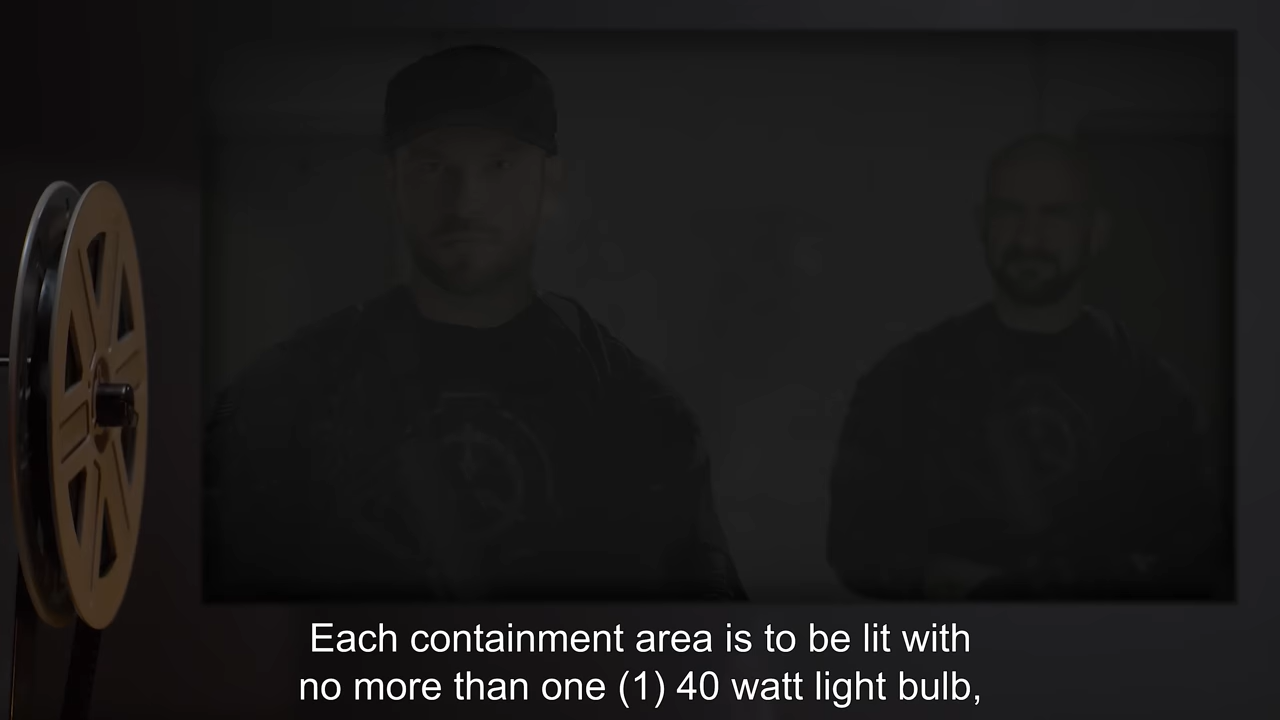 Each containment area is to be lit with
no more than one (1) 40 watt light bulb,